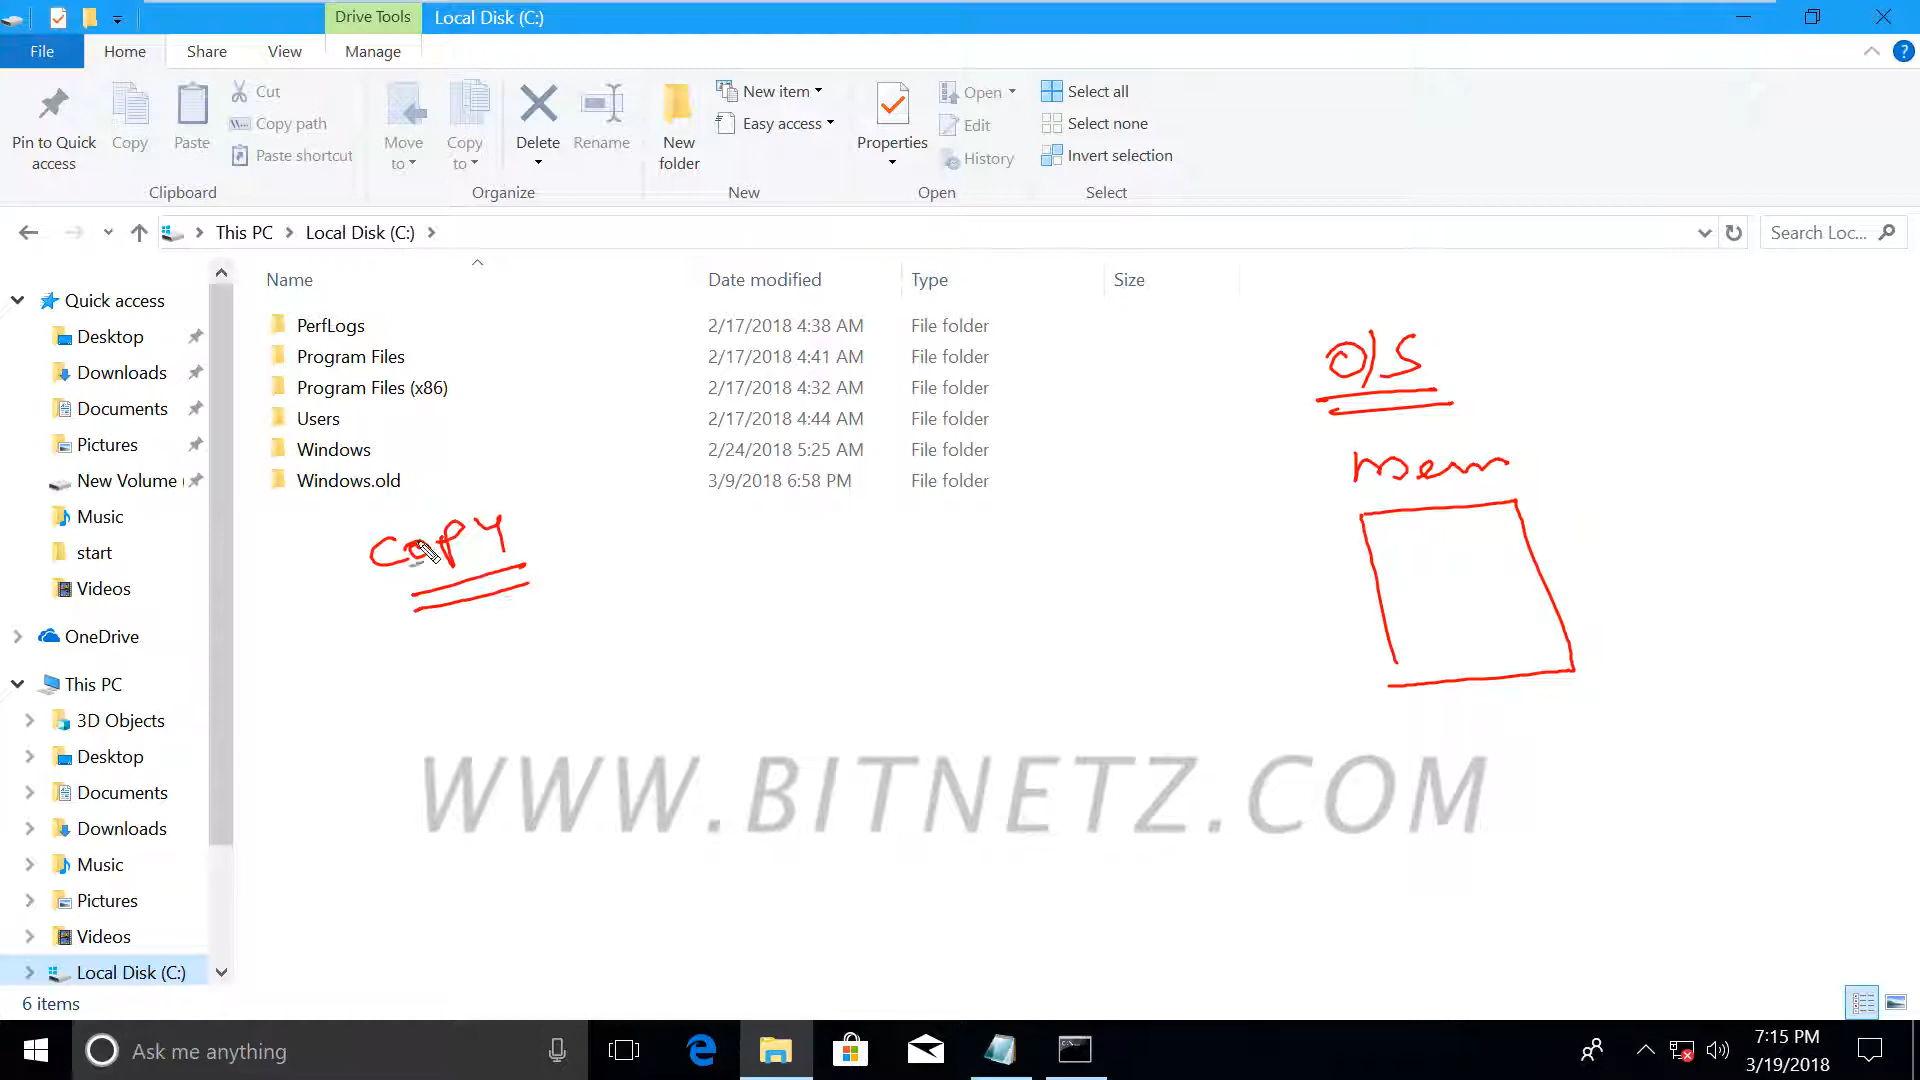 Drive Tools
Local Disk (C:)
File
Home
Share
View
Manage
?
Pin to Quick access
Copy
Paste
Cut
Copy path
Paste shortcut
Clipboard
Move to
Copy to
Delete
Rename
Organize
New folder
New item
Easy access
New
Properties
Open
Edit
History
Open
Select all
Select none
Invert selection
Select
This PC
Local Disk (C:)
Search Loc...
Name
Date modified
Type
Size
PerfLogs 2/17/2018 4:38 AM File folder
Program Files 2/17/2018 4:41 AM File folder
Program Files (x86) 2/17/2018 4:32 AM File folder
Users 2/17/2018 4:44 AM File folder
Windows 2/24/2018 5:25 AM File folder
Windows.old 3/9/2018 6:58 PM File folder
O/S
mem
COPY
Quick access
Desktop
Downloads
Documents
Pictures
New Volume (
Music
start
Videos
OneDrive
This PC
3D Objects
Desktop
Documents
Downloads
Music
Pictures
Videos
Local Disk (C:)
WWW.BITNETZ.COM
6 items
Ask me anything
7:15 PM
3/19/2018